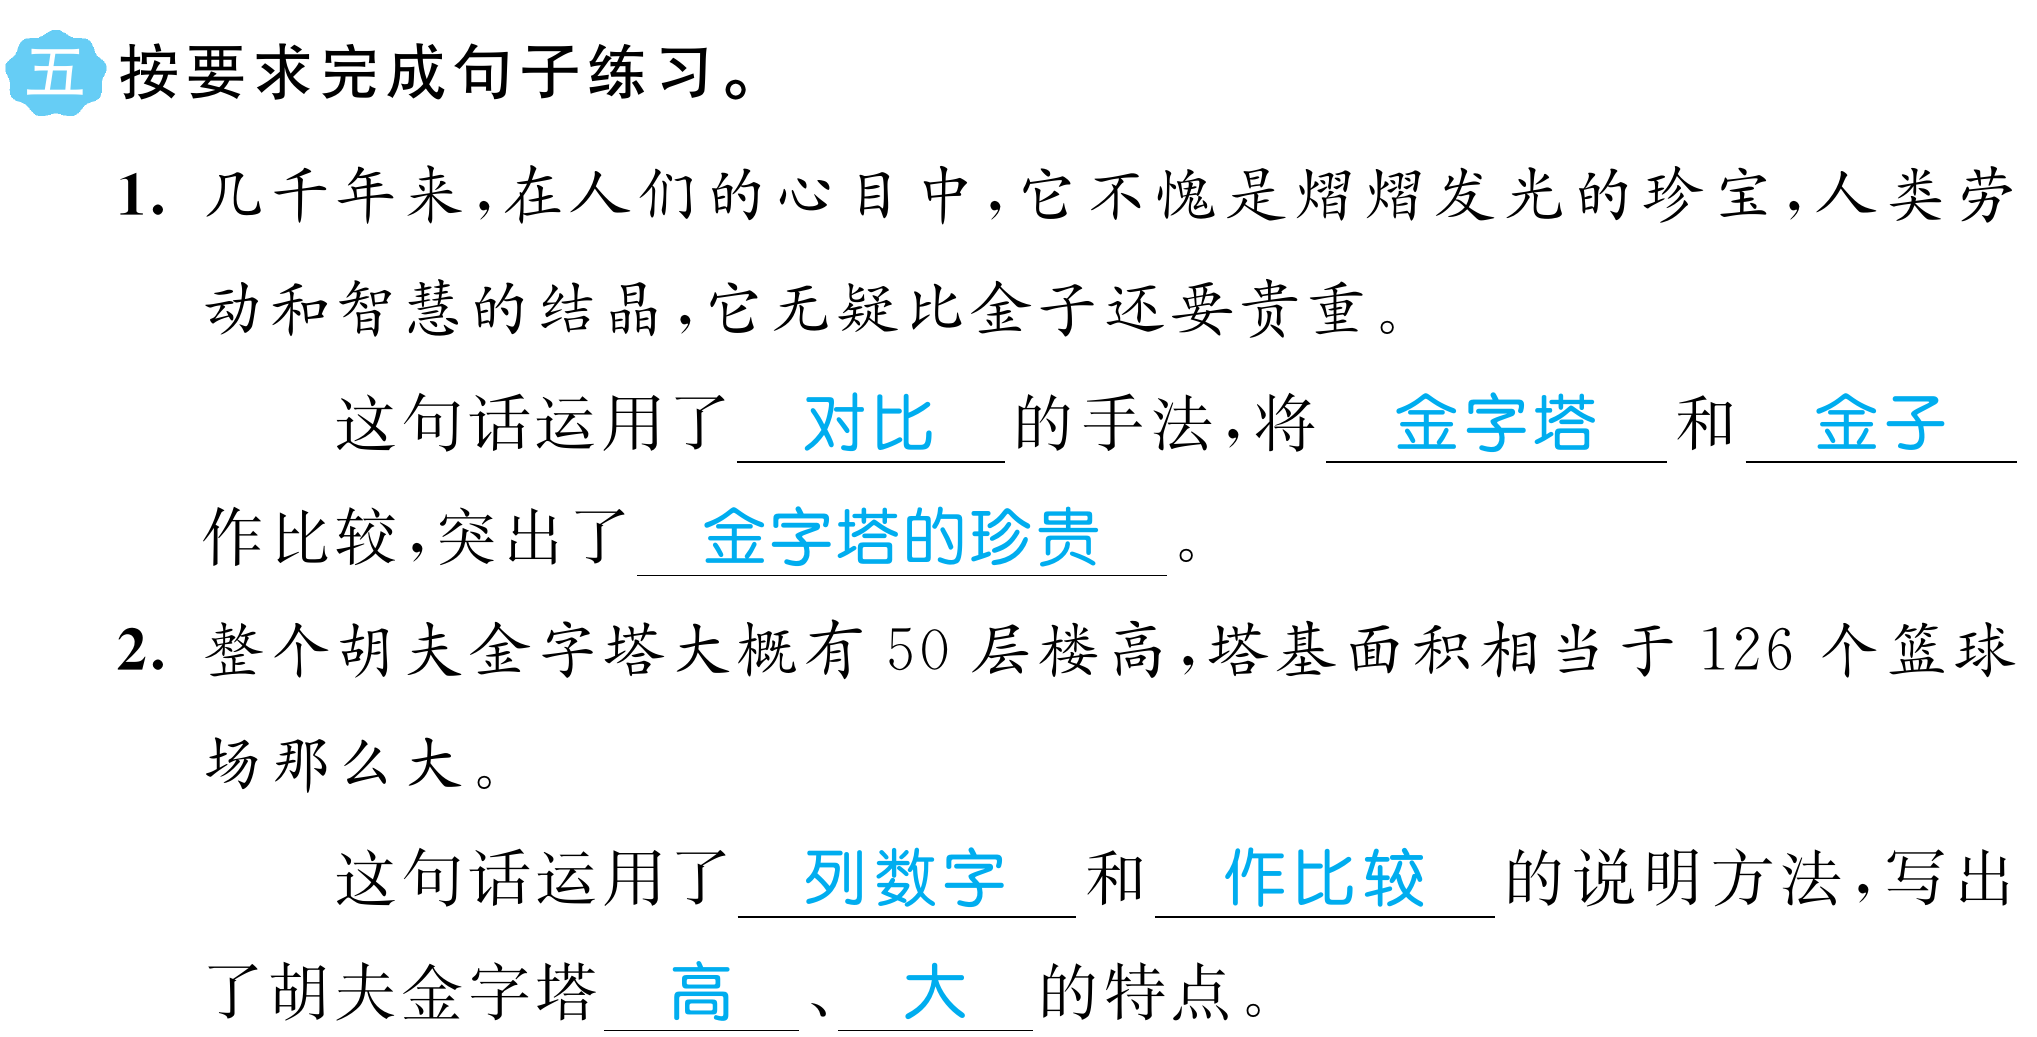 五 按要求完成句子练习。
1. 几千年来,在人们的心目中,它不愧是熠熠发光的珍宝,人类劳
动和智慧的结晶,它无疑比金子还要贵重。
这句话运用了 对比 的手法,将 金字塔 和 金子
作比较,突出了 金字塔的珍贵 。
2. 整个胡夫金字塔大概有 50 层楼高,塔基面积相当于 126 个篮球
场那么大。
这句话运用了 列数字 和 作比较 的说明方法,写出
了胡夫金字塔 高 、 大 的特点。